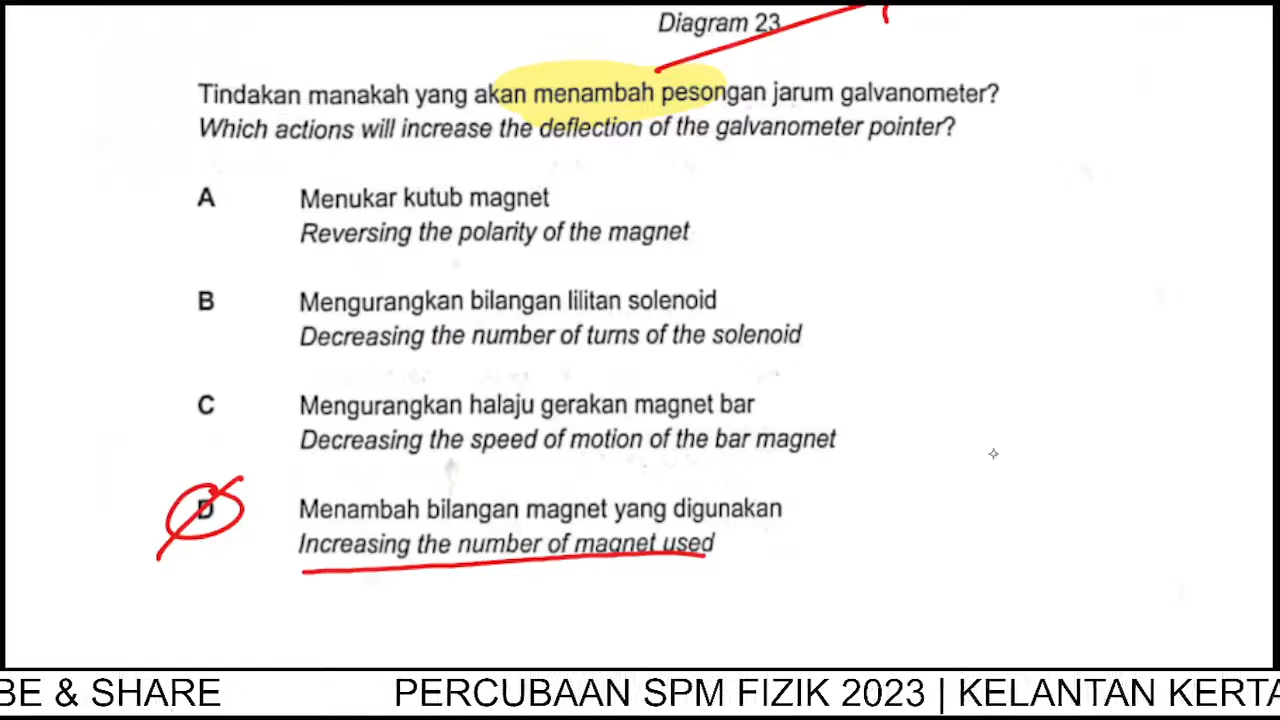 Diagram 23
Tindakan manakah yang akan menambah pesongan jarum galvanometer?
Which actions will increase the deflection of the galvanometer pointer?
A Menukar kutub magnet
Reversing the polarity of the magnet
B Mengurangkan bilangan lilitan solenoid
Decreasing the number of turns of the solenoid
C Mengurangkan halaju gerakan magnet bar
Decreasing the speed of motion of the bar magnet
D Menambah bilangan magnet yang digunakan
Increasing the number of magnet used
BE & SHARE PERCUBAAN SPM FIZIK 2023 | KELANTAN KERTA